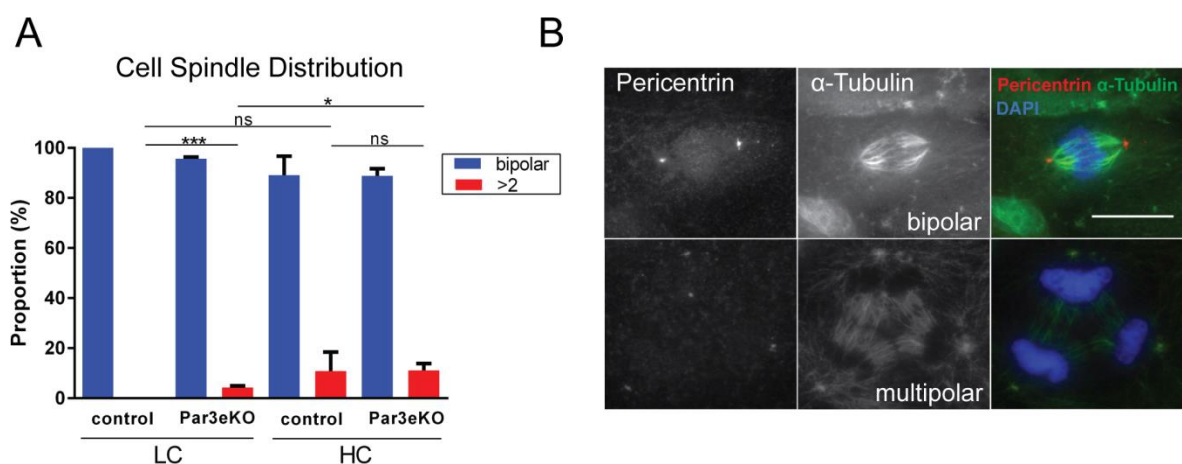 A
Cell Spindle Distribution
*
ns
***
ns
100
80
60
40
20
0
Proportion (%)
bipolar
>2
control Par3eKO control Par3eKO
LC HC
B
Pericentrin α-Tubulin Pericentrin α-Tubulin
DAPI
bipolar
multipolar